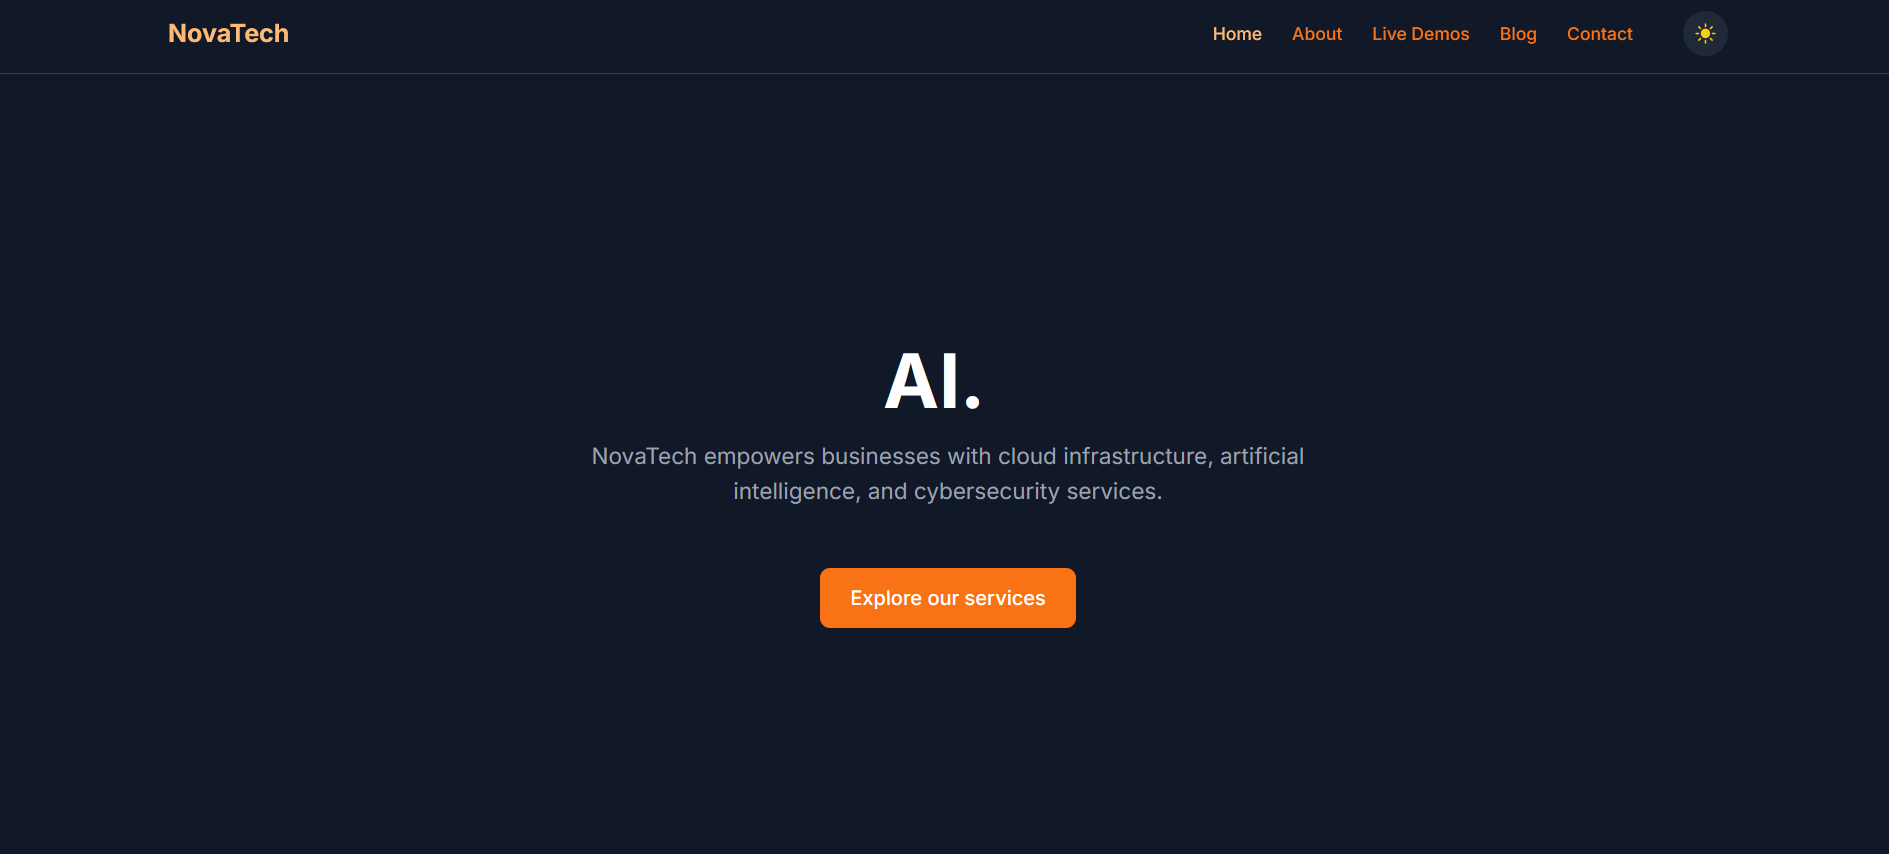 NovaTech
Home About Live Demos Blog Contact
AI.
NovaTech empowers businesses with cloud infrastructure, artificial
intelligence, and cybersecurity services.
Explore our services